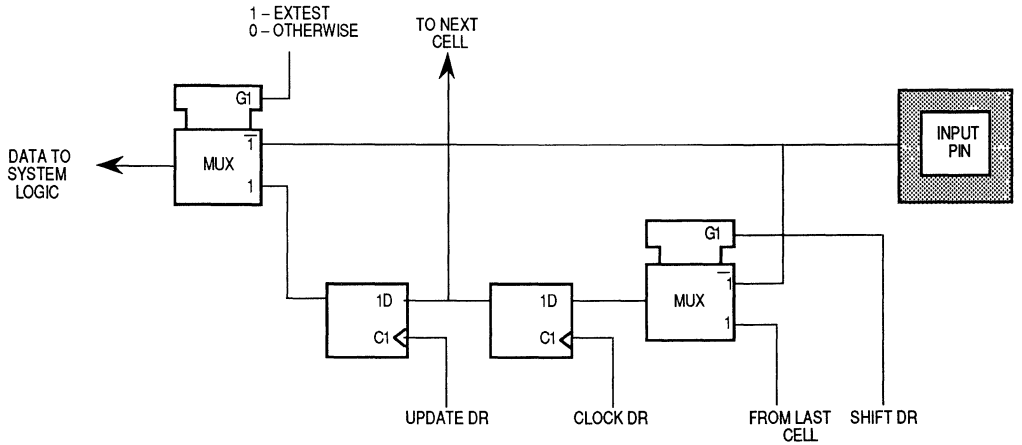 1 – EXTEST
0 – OTHERWISE
TO NEXT
CELL
G1
1
MUX
1
DATA TO
SYSTEM
LOGIC
INPUT
PIN
G1
1
MUX
1
1D
C1
1D
C1
UPDATE DR
CLOCK DR
FROM LAST
CELL
SHIFT DR